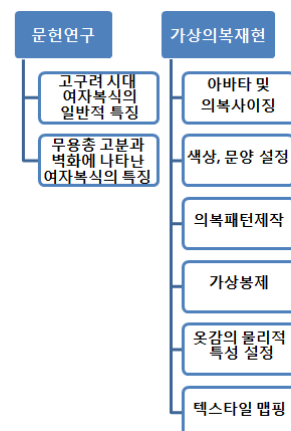 문헌연구
고구려 시대
여자복식의
일반적 특징
무용총 고분과
벽화에 나타난
여자복식의 특징
가상의복재현
아바타 및
의복사이징
색상, 문양 설정
의복패턴제작
가상봉제
옷감의 물리적
특성 설정
텍스타일 맵핑